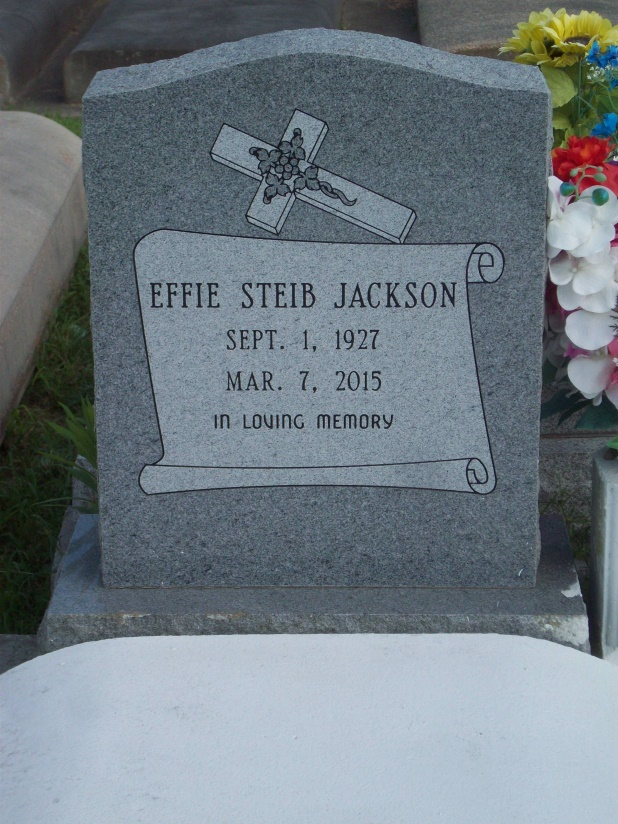 EFFIE STEIB JACKSON
SEPT. 1, 1927
MAR. 7, 2015
IN LOVING MEMORY